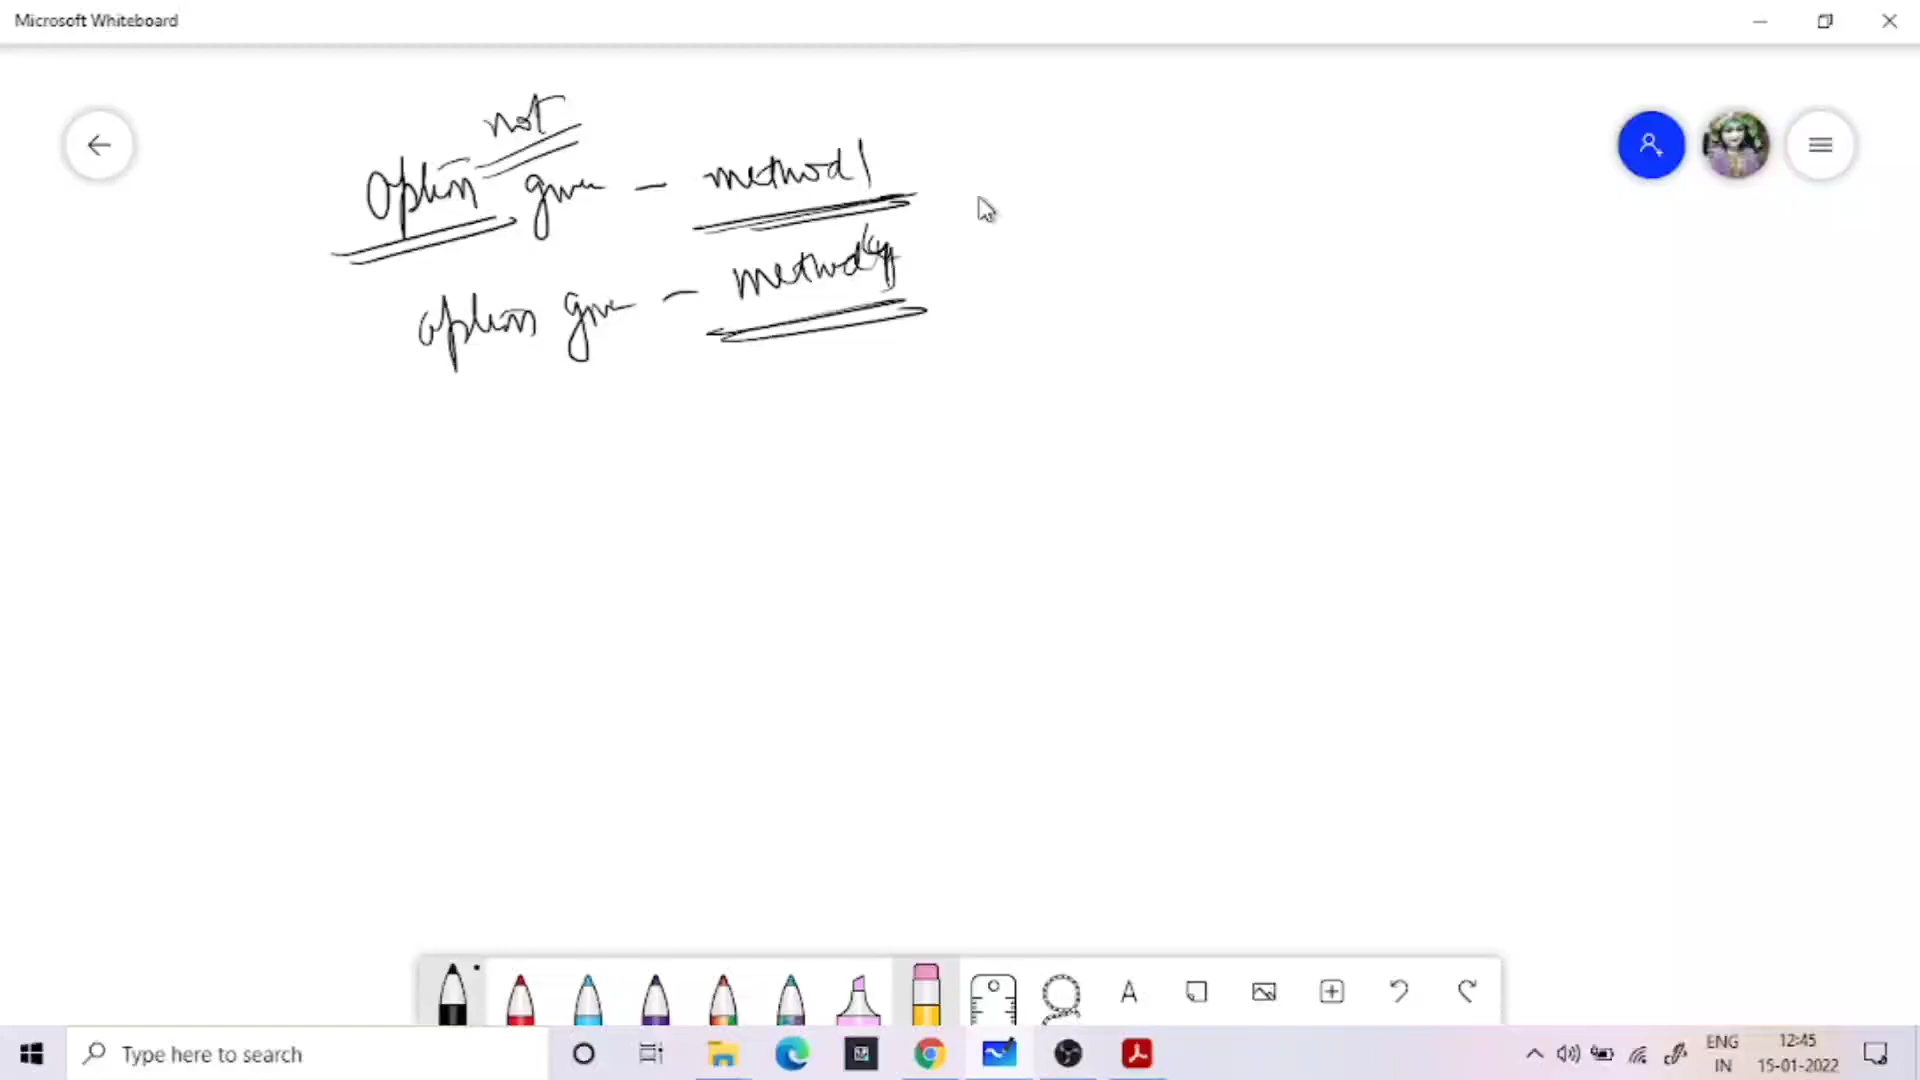 Microsoft Whiteboard
not
Option given - method 1
option given - method
A
Type here to search
ENG
IN
12:45
15-01-2022